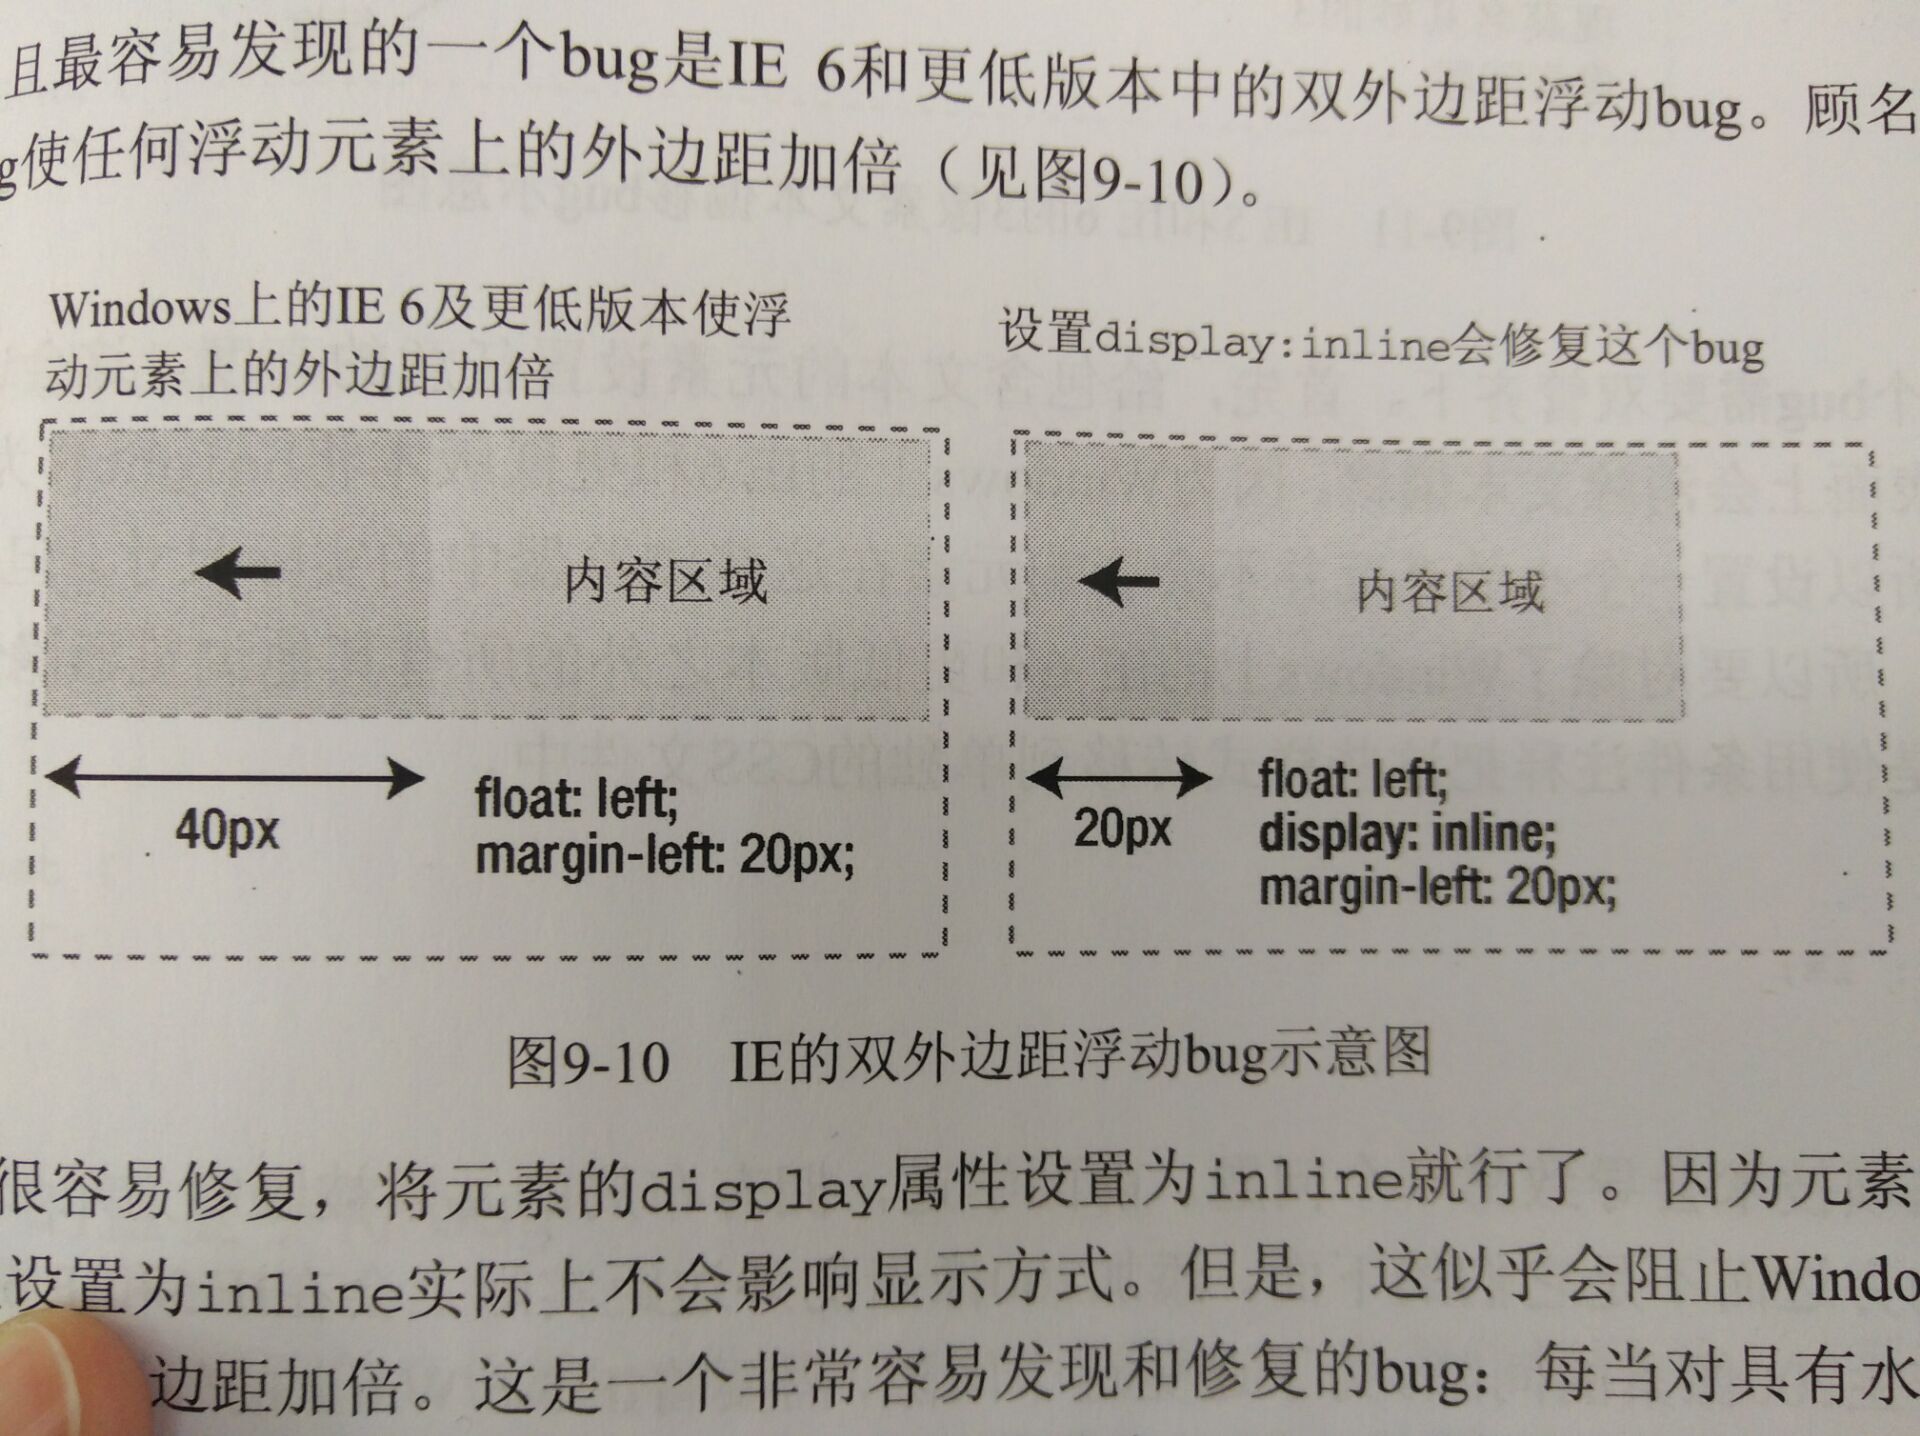 且最容易发现的一个bug是IE 6和更低版本中的双外边距浮动bug。顾名
g使任何浮动元素上的外边距加倍（见图9-10）。
Windows上的IE 6及更低版本使浮
动元素上的外边距加倍
设置display:inline会修复这个bug
内容区域
内容区域
40px
float: left;
margin-left: 20px;
20px
float: left;
display: inline;
margin-left: 20px;
图9-10 IE的双外边距浮动bug示意图
很容易修复，将元素的display属性设置为inline就行了。因为元素
设置为inline实际上不会影响显示方式。但是，这似乎会阻止Windo
边距加倍。这是一个非常容易发现和修复的bug：每当对具有水